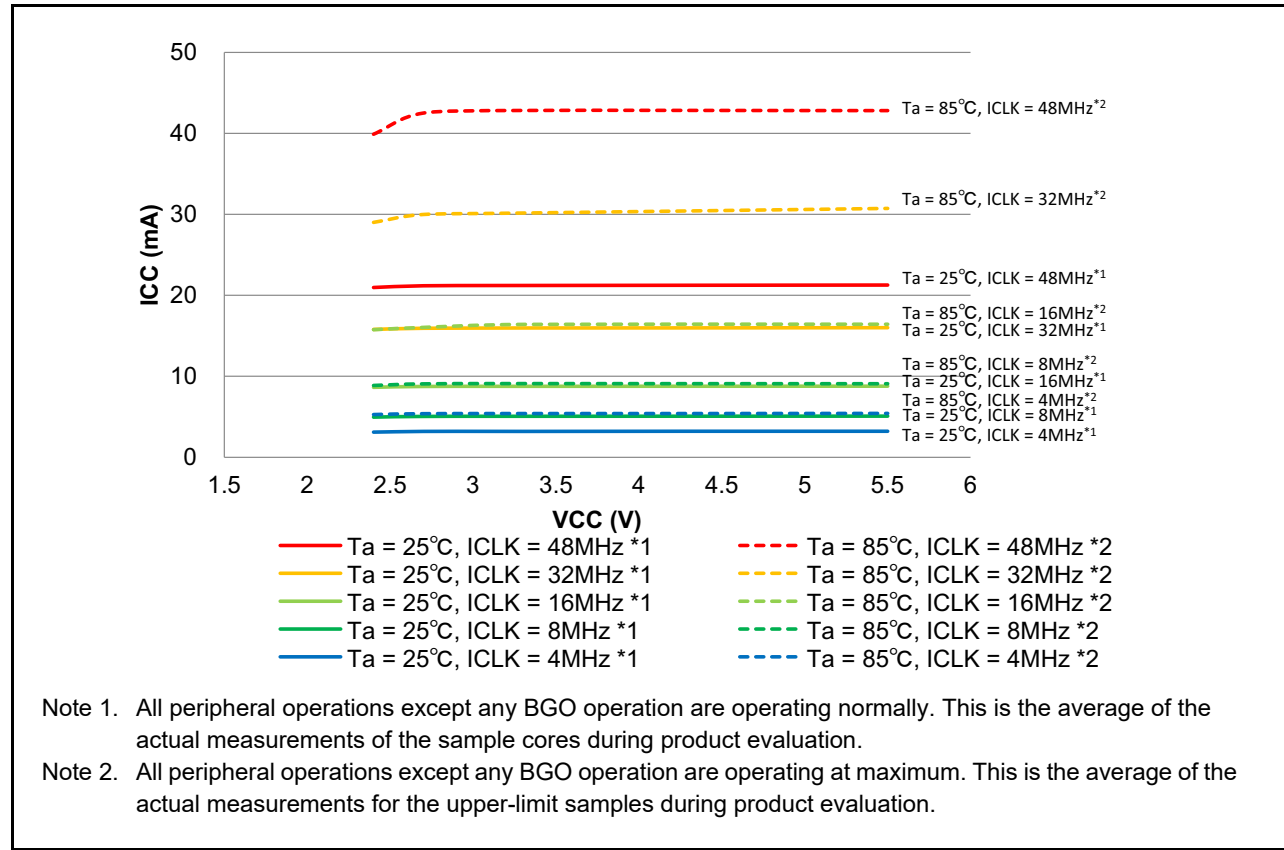 50
40
30
20
10
0
ICC (mA)
1.5 2 2.5 3 3.5 4 4.5 5 5.5 6
VCC (V)
Ta = 85℃, ICLK = 48MHz*2
Ta = 85℃, ICLK = 32MHz*2
Ta = 25℃, ICLK = 48MHz*1
Ta = 85℃, ICLK = 16MHz*2
Ta = 25℃, ICLK = 32MHz*1
Ta = 85℃, ICLK = 8MHz*2
Ta = 25℃, ICLK = 16MHz*1
Ta = 85℃, ICLK = 4MHz*2
Ta = 25℃, ICLK = 8MHz*1
Ta = 25℃, ICLK = 4MHz*1
Ta = 25℃, ICLK = 48MHz *1 Ta = 85℃, ICLK = 48MHz *2
Ta = 25℃, ICLK = 32MHz *1 Ta = 85℃, ICLK = 32MHz *2
Ta = 25℃, ICLK = 16MHz *1 Ta = 85℃, ICLK = 16MHz *2
Ta = 25℃, ICLK = 8MHz *1 Ta = 85℃, ICLK = 8MHz *2
Ta = 25℃, ICLK = 4MHz *1 Ta = 85℃, ICLK = 4MHz *2
Note 1. All peripheral operations except any BGO operation are operating normally. This is the average of the
actual measurements of the sample cores during product evaluation.
Note 2. All peripheral operations except any BGO operation are operating at maximum. This is the average of the
actual measurements for the upper-limit samples during product evaluation.